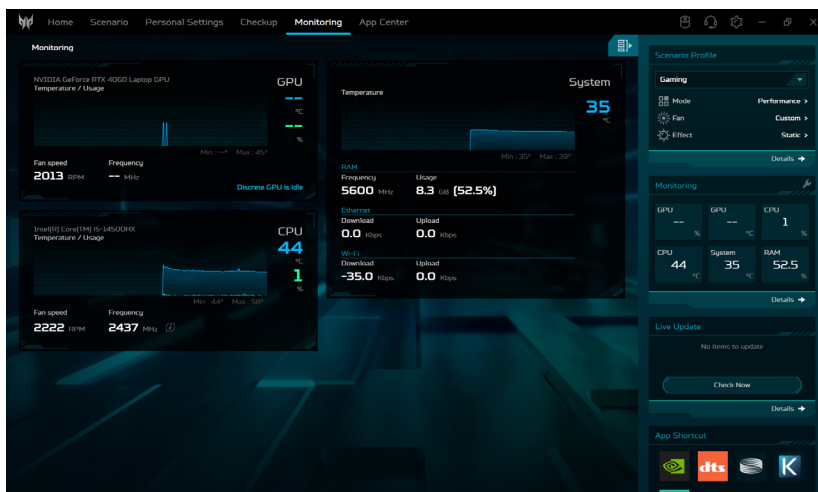 Home Scenario Personal Settings Checkup Monitoring App Center
Monitoring
NVIDIA GeForce RTX 4060 Laptop GPU
Temperature / Usage
GPU
--
°C
--
%
Min : --° Max : 45°
Fan speed Frequency
2013 RPM -- MHz
Discrete GPU is idle
Intel(R) Core(TM) i5-14500HX
Temperature / Usage
CPU
44
°C
1
%
Min : 44° Max : 58°
Fan speed Frequency
2222 RPM 2437 MHz
System
Temperature
35
°C
Min : 35° Max : 39°
RAM
Frequency Usage
5600 MHz 8.3 GB (52.5%)
Ethernet
Download Upload
0.0 Kbps 0.0 Kbps
Wi-Fi
Download Upload
-35.0 Kbps 0.0 Kbps
Scenario Profile
Gaming
Mode Performance >
Fan Custom >
Effect Static >
Details →
Monitoring
GPU GPU CPU
-- % -- °C 1 %
CPU System RAM
44 °C 35 °C 52.5 %
Details →
Live Update
No items to update
Check Now
Details →
App Shortcut
dts K